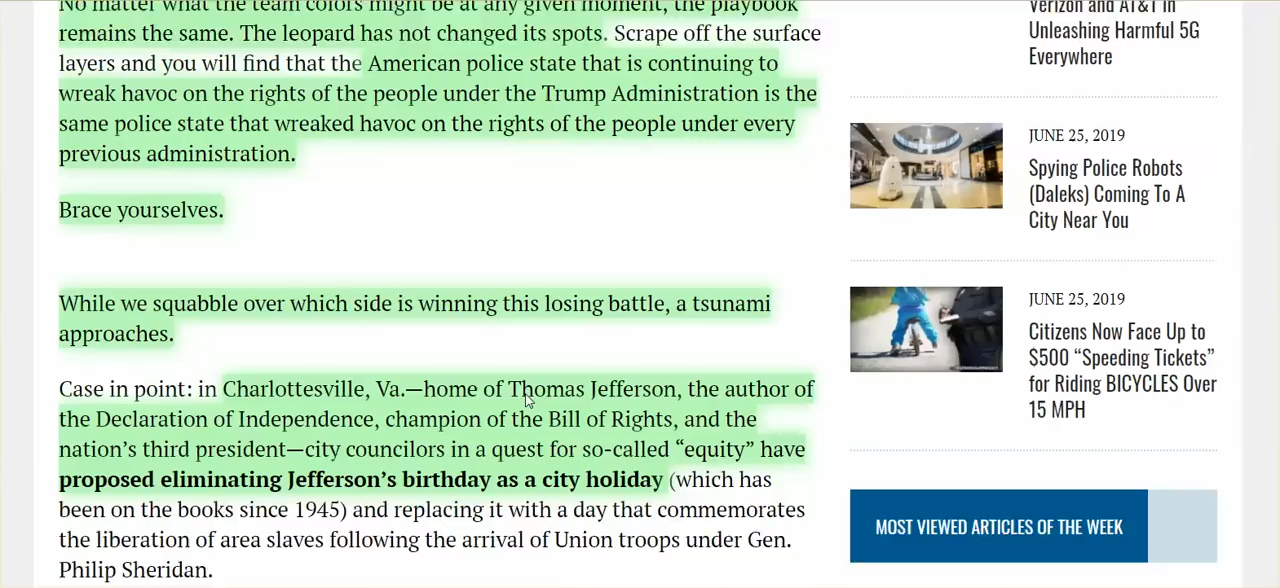 No matter what the team colors might be at any given moment, the playbook
remains the same. The leopard has not changed its spots. Scrape off the surface
layers and you will find that the American police state that is continuing to
wreak havoc on the rights of the people under the Trump Administration is the
same police state that wreaked havoc on the rights of the people under every
previous administration.
Brace yourselves.
While we squabble over which side is winning this losing battle, a tsunami
approaches.
Case in point: in Charlottesville, Va.—home of Thomas Jefferson, the author of
the Declaration of Independence, champion of the Bill of Rights, and the
nation’s third president—city councilors in a quest for so-called “equity” have
proposed eliminating Jefferson’s birthday as a city holiday (which has
been on the books since 1945) and replacing it with a day that commemorates
the liberation of area slaves following the arrival of Union troops under Gen.
Philip Sheridan.
Verizon and AT&T in
Unleashing Harmful 5G
Everywhere
JUNE 25, 2019
Spying Police Robots
(Daleks) Coming To A
City Near You
JUNE 25, 2019
Citizens Now Face Up to
$500 “Speeding Tickets”
for Riding BICYCLES Over
15 MPH
MOST VIEWED ARTICLES OF THE WEEK